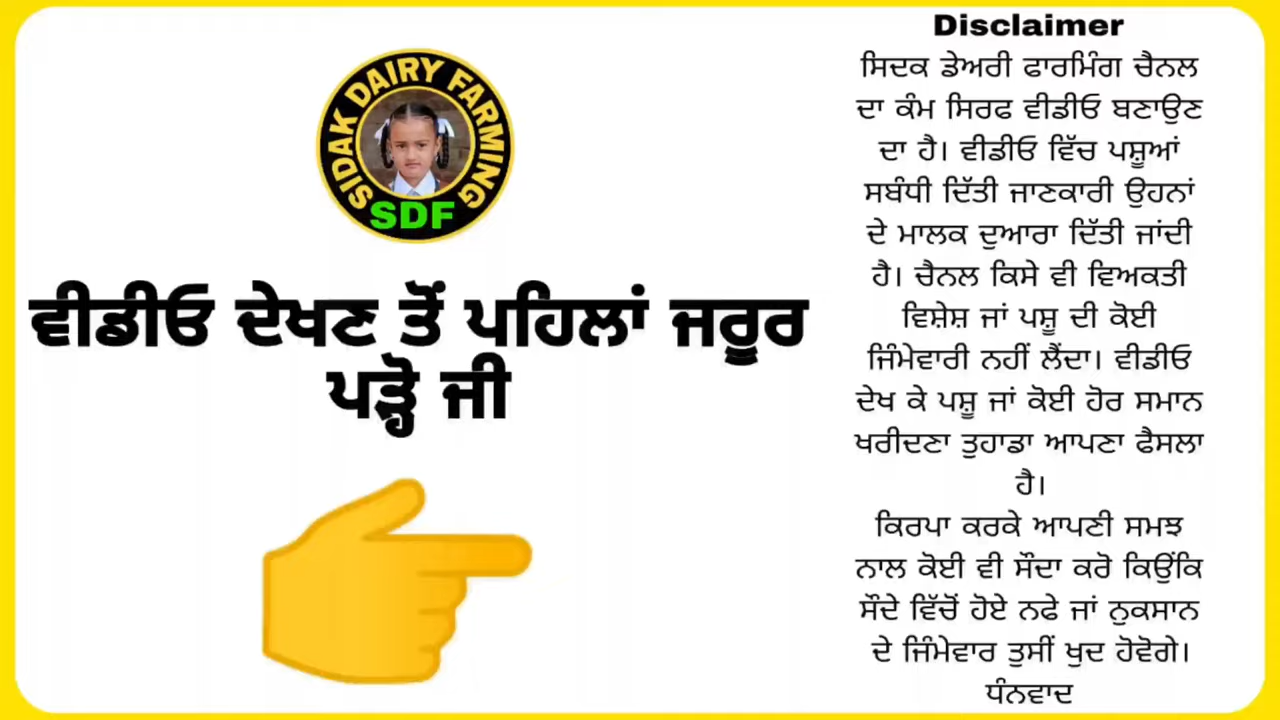 SIDAK DAIRY FARMING
SDF
ਵੀਡੀਓ ਦੇਖਣ ਤੋਂ ਪਹਿਲਾਂ ਜਰੂਰ
ਪੜ੍ਹੋ ਜੀ
Disclaimer
ਸਿਦਕ ਡੇਅਰੀ ਫਾਰਮਿੰਗ ਚੈਨਲ
ਦਾ ਕੰਮ ਸਿਰਫ ਵੀਡੀਓ ਬਣਾਉਣ
ਦਾ ਹੈ। ਵੀਡੀਓ ਵਿੱਚ ਪਸ਼ੂਆਂ
ਸਬੰਧੀ ਦਿੱਤੀ ਜਾਣਕਾਰੀ ਉਹਨਾਂ
ਦੇ ਮਾਲਕ ਦੁਆਰਾ ਦਿੱਤੀ ਜਾਂਦੀ
ਹੈ। ਚੈਨਲ ਕਿਸੇ ਵੀ ਵਿਅਕਤੀ
ਵਿਸ਼ੇਸ਼ ਜਾਂ ਪਸ਼ੂ ਦੀ ਕੋਈ
ਜਿੰਮੇਵਾਰੀ ਨਹੀਂ ਲੈਂਦਾ। ਵੀਡੀਓ
ਦੇਖ ਕੇ ਪਸ਼ੂ ਜਾਂ ਕੋਈ ਹੋਰ ਸਮਾਨ
ਖਰੀਦਣਾ ਤੁਹਾਡਾ ਆਪਣਾ ਫੈਸਲਾ
ਹੈ।
ਕਿਰਪਾ ਕਰਕੇ ਆਪਣੀ ਸਮਝ
ਨਾਲ ਕੋਈ ਵੀ ਸੌਦਾ ਕਰੋ ਕਿਉਂਕਿ
ਸੌਦੇ ਵਿੱਚੋਂ ਹੋਏ ਨਫੇ ਜਾਂ ਨੁਕਸਾਨ
ਦੇ ਜਿੰਮੇਵਾਰ ਤੁਸੀਂ ਖੁਦ ਹੋਵੋਗੇ।
ਧੰਨਵਾਦ